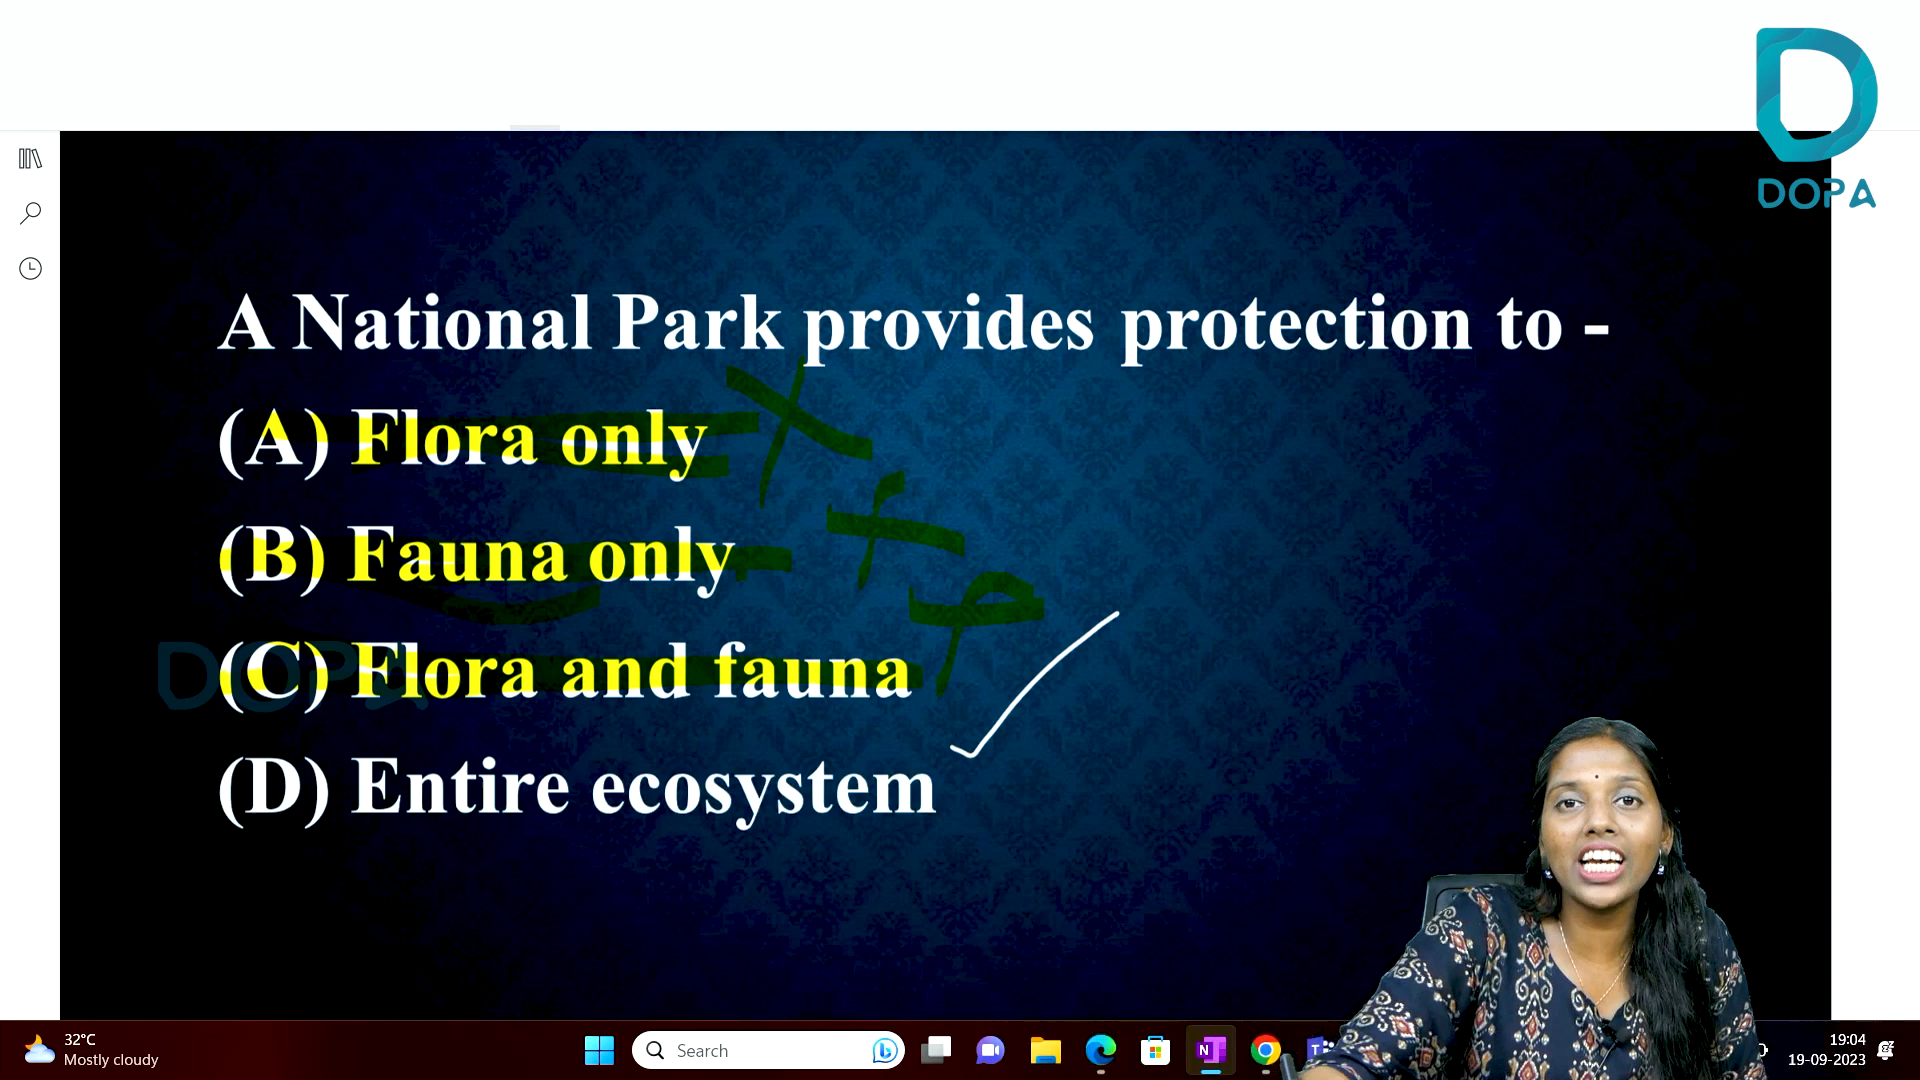 DOPA
A National Park provides protection to -
(A) Flora only
(B) Fauna only
(C) Flora and fauna
(D) Entire ecosystem
DOPA
32°C
Mostly cloudy
Search
19:04
19-09-2023